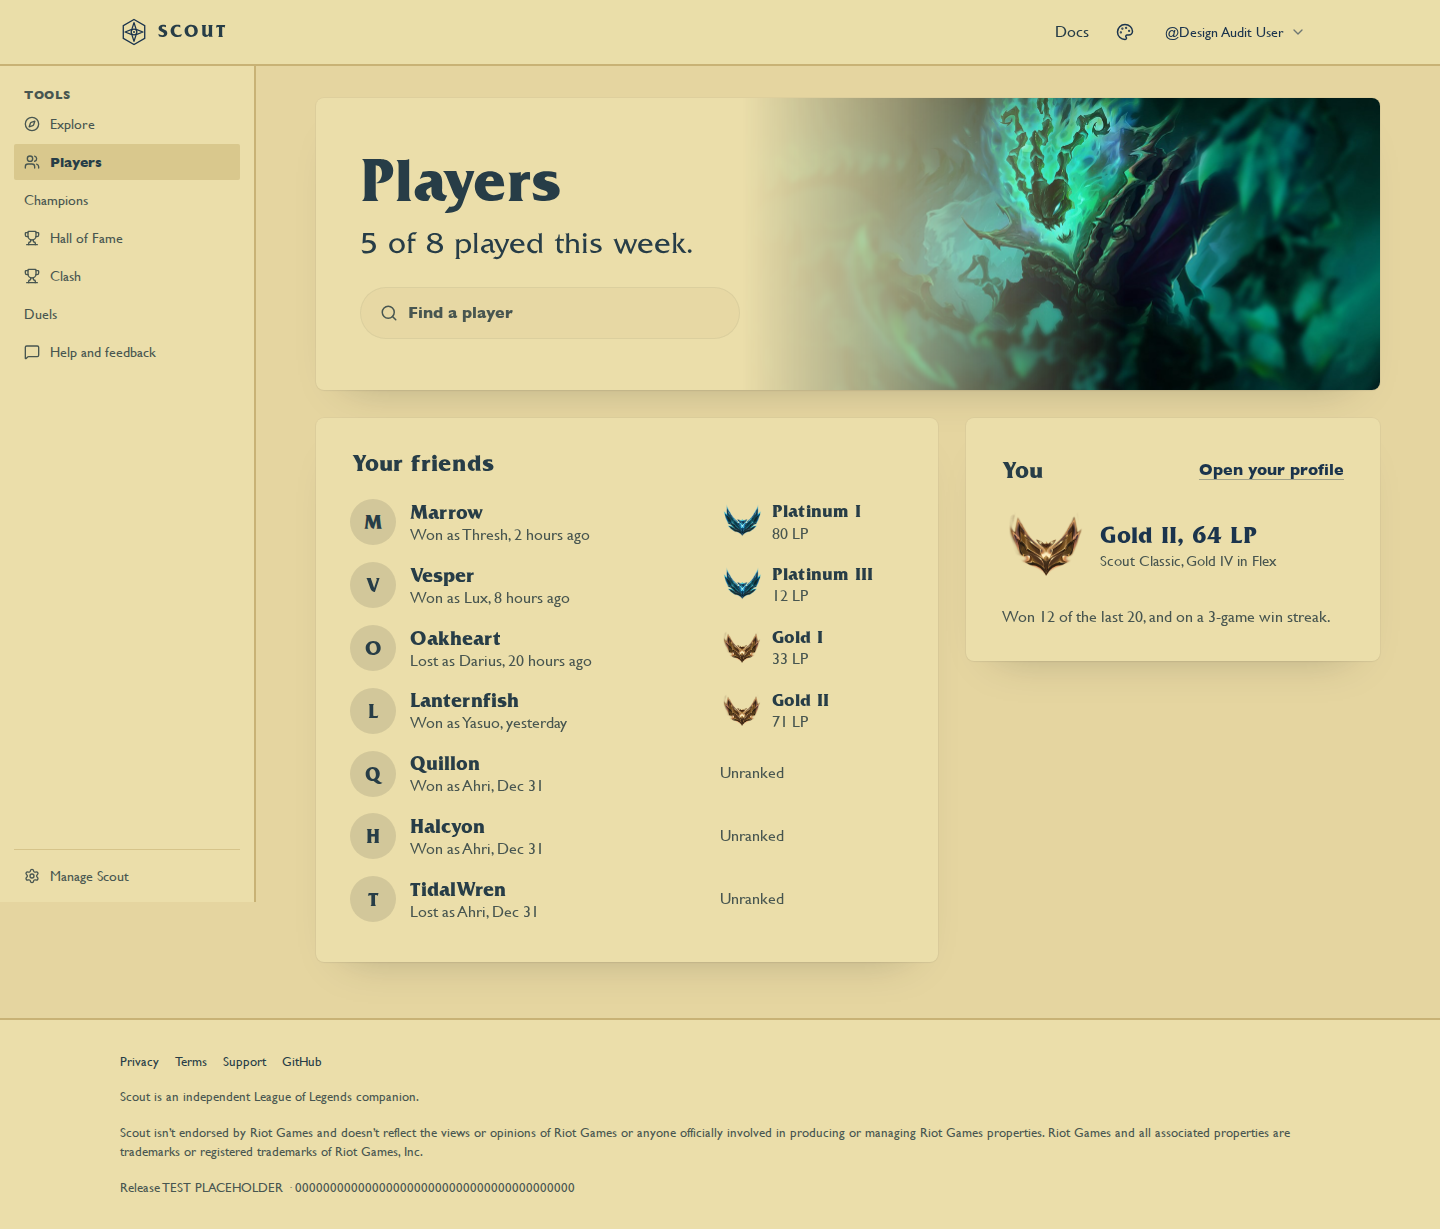 SCOUT
Docs
@Design Audit User
TOOLS
Explore
Players
Champions
Hall of Fame
Clash
Duels
Help and feedback
Manage Scout
Players
5 of 8 played this week.
Find a player
Your friends
M
Marrow
Won as Thresh, 2 hours ago
Platinum I
80 LP
V
Vesper
Won as Lux, 8 hours ago
Platinum III
12 LP
O
Oakheart
Lost as Darius, 20 hours ago
Gold I
33 LP
L
Lanternfish
Won as Yasuo, yesterday
Gold II
71 LP
Q
Quillon
Won as Ahri, Dec 31
Unranked
H
Halcyon
Won as Ahri, Dec 31
Unranked
T
TidalWren
Lost as Ahri, Dec 31
Unranked
You
Open your profile
Gold II, 64 LP
Scout Classic, Gold IV in Flex
Won 12 of the last 20, and on a 3-game win streak.
Privacy Terms Support GitHub
Scout is an independent League of Legends companion.
Scout isn't endorsed by Riot Games and doesn't reflect the views or opinions of Riot Games or anyone officially involved in producing or managing Riot Games properties. Riot Games and all associated properties are
trademarks or registered trademarks of Riot Games, Inc.
Release TEST PLACEHOLDER · 0000000000000000000000000000000000000000